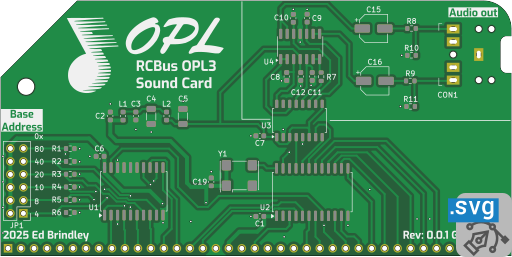 OPL
RCBus OPL3
Sound Card
Audio out
C15
R8
C10
C9
R10
U4
C16
R9
C8
R7
C12
C11
CON1
R11
C2
L1
C3
C4
L2
C5
U3
C7
Base
Address
0x
80
R1
40
R2
20
R3
10
R4
8
R5
4
R6
JP1
C6
U1
Y1
C19
U2
C1
2025 Ed Brindley
Rev: 0.0.1
.svg